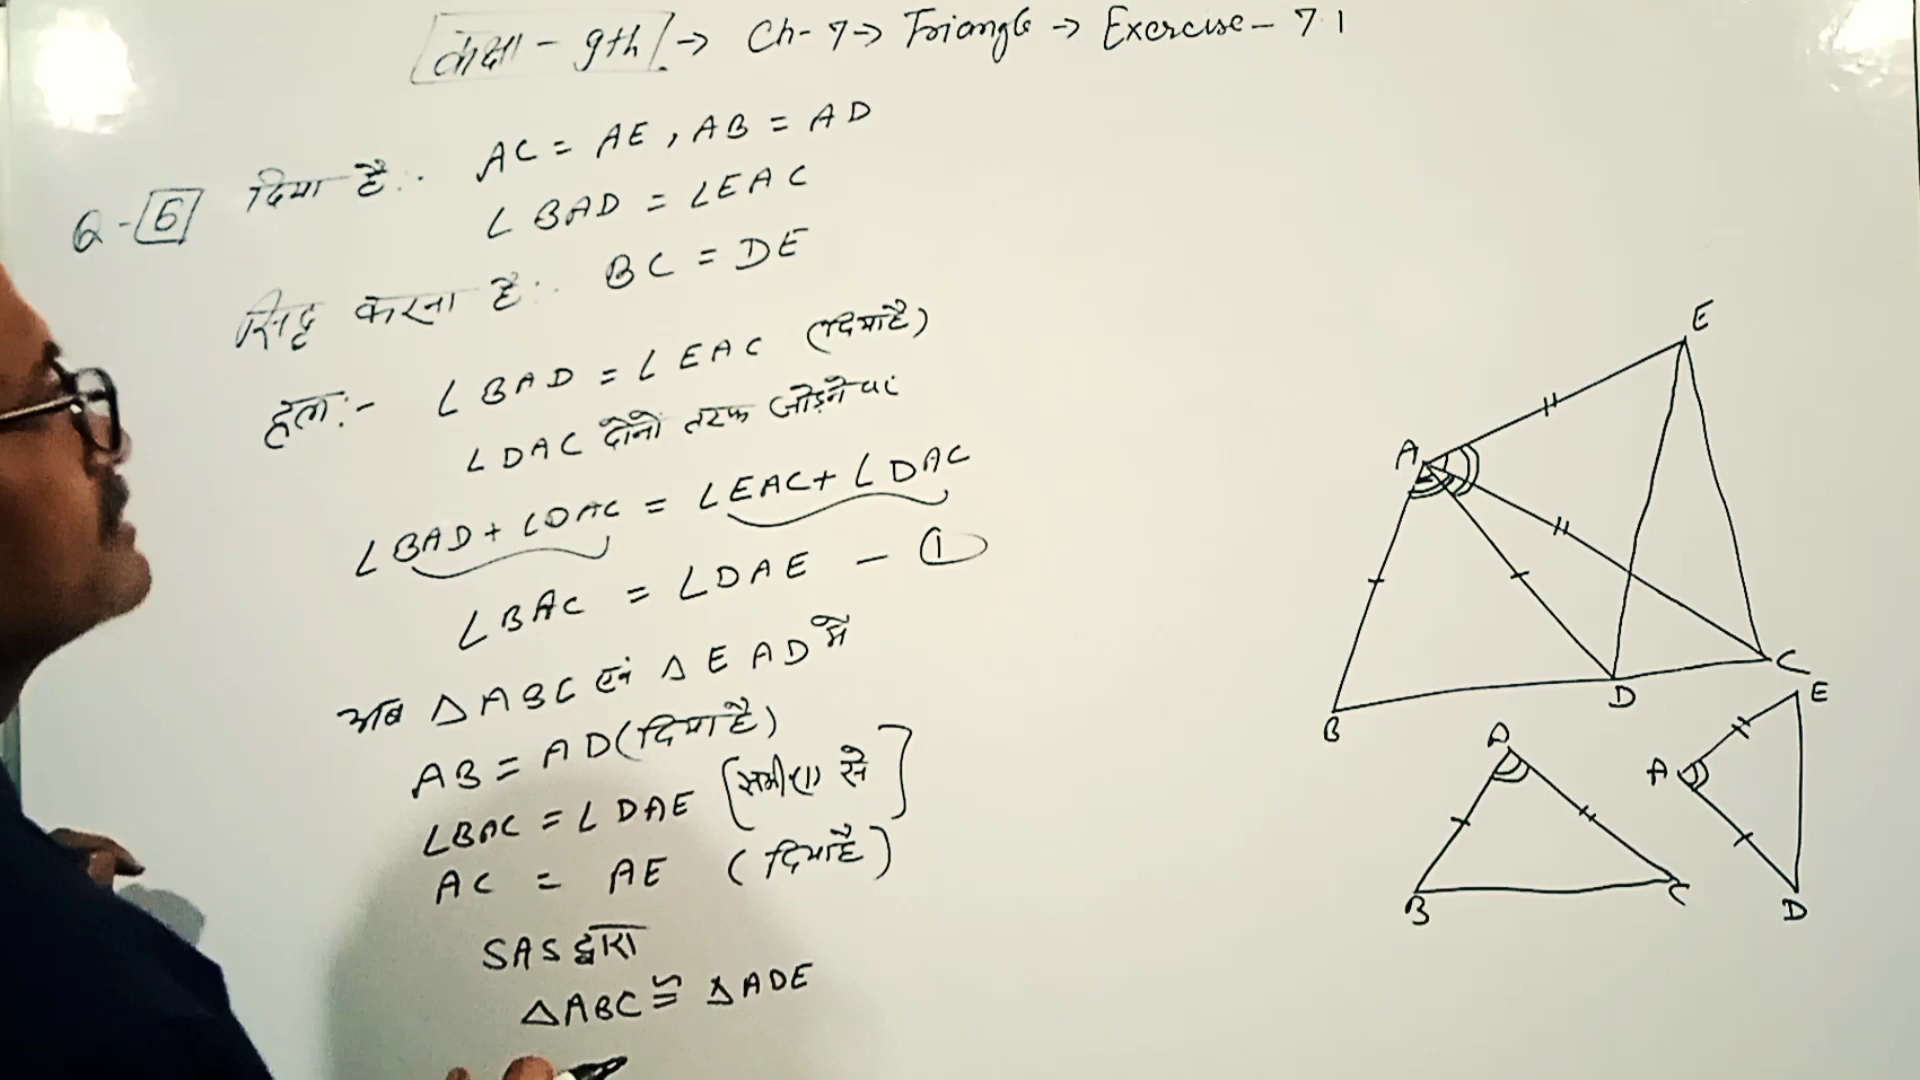 कक्षा - 9th → Ch- 7 → Triangle → Exercise - 7.1
Q - 6 दिया है:- AC = AE, AB = AD
∠BAD = ∠EAC
सिद्ध करना है:- BC = DE
हल:- ∠BAD = ∠EAC (दिया है)
∠DAC दोनों तरफ जोड़ने पर
∠BAD + ∠DAC = ∠EAC + ∠DAC
∠BAC = ∠DAE - 1
अब △ABC एवं △EAD में
AB = AD (दिया है)
∠BAC = ∠DAE [समी(1) से]
AC = AE (दिया है)
SAS द्वारा
△ABC ≅ △ADE
E
A
C
D
B
E
A
D
A
B
C
D